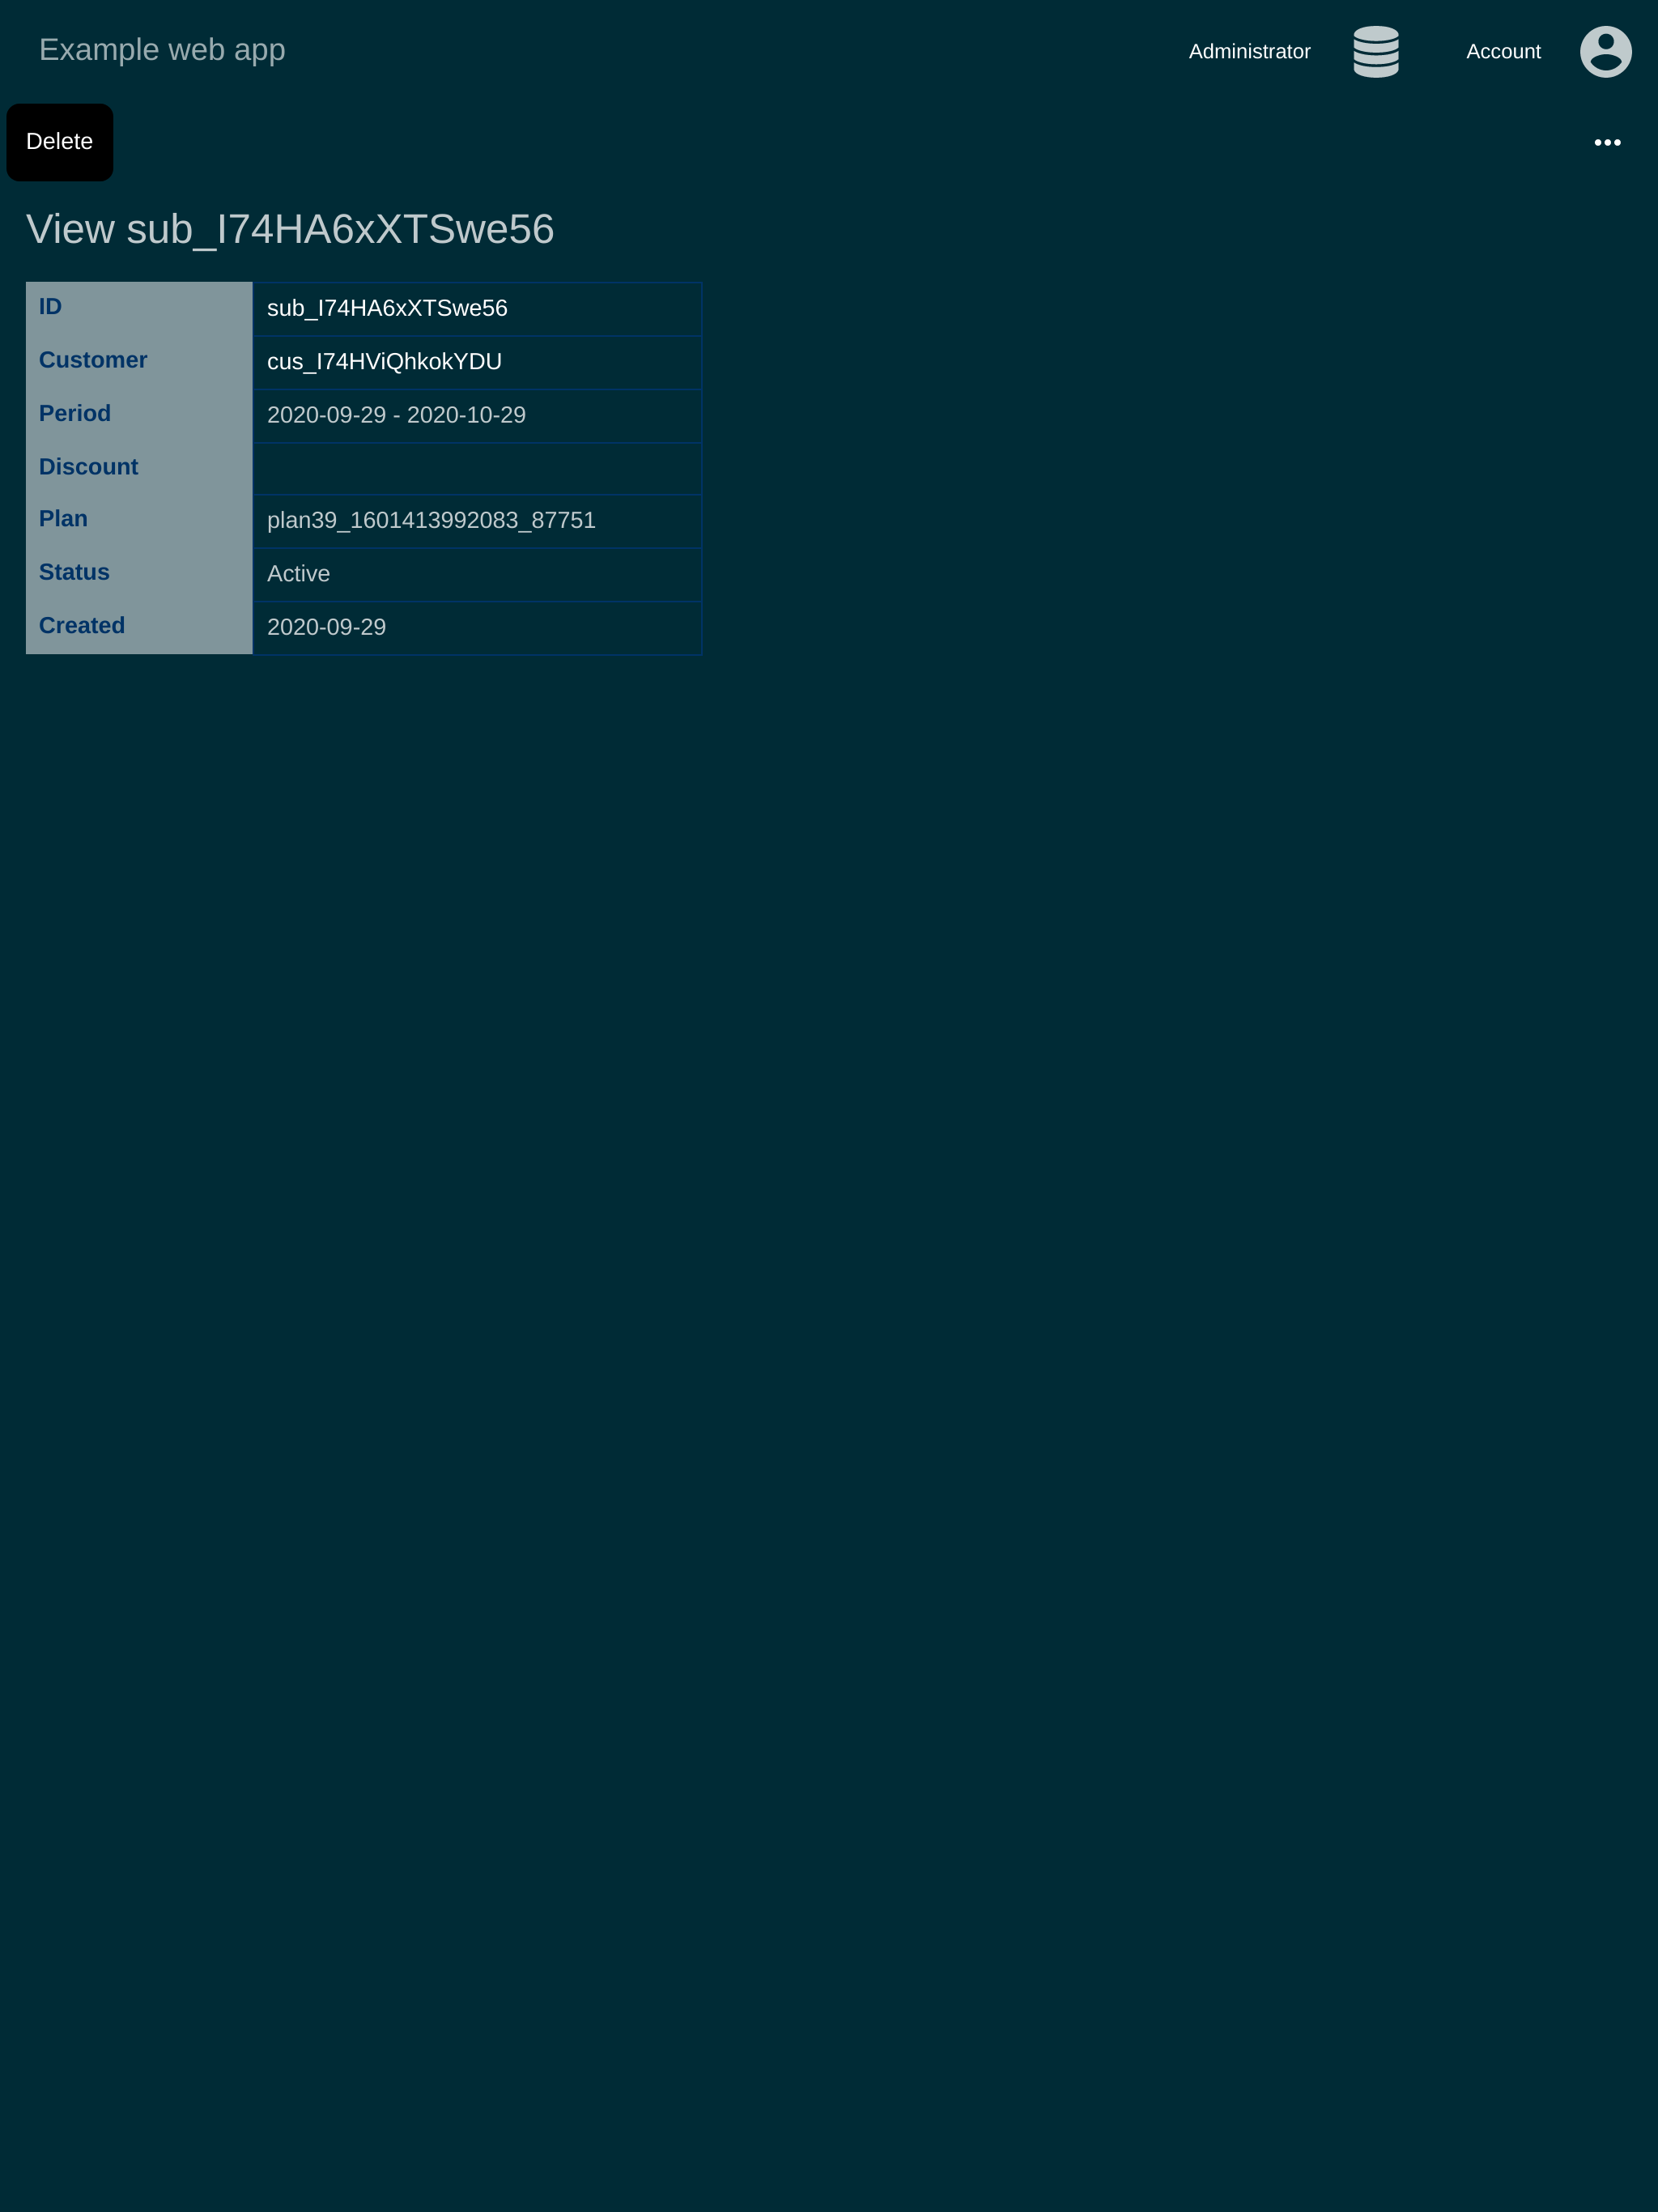 Example web app
Administrator
Account
Delete
View sub_I74HA6xXTSwe56
ID sub_I74HA6xXTSwe56
Customer cus_I74HViQhkokYDU
Period 2020-09-29 - 2020-10-29
Discount
Plan plan39_1601413992083_87751
Status Active
Created 2020-09-29